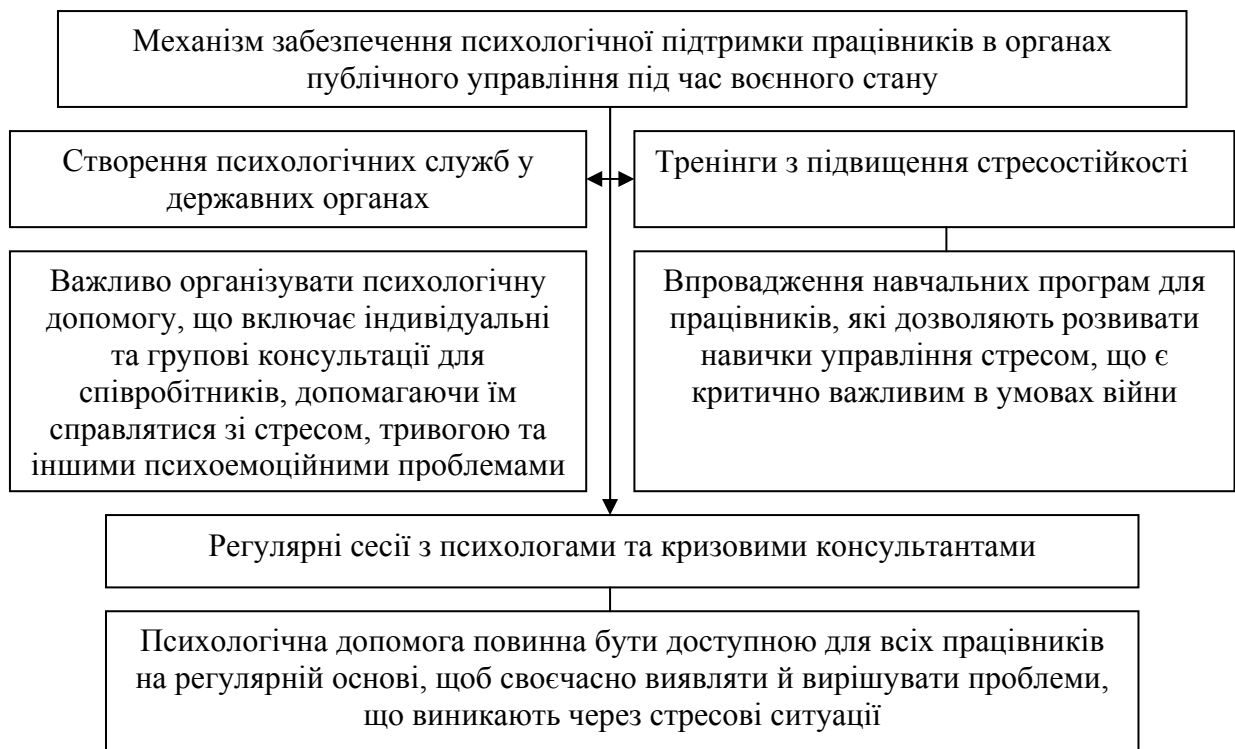 Механізм забезпечення психологічної підтримки працівників в органах
публічного управління під час воєнного стану
Створення психологічних служб у
державних органах
Тренінги з підвищення стресостійкості
Важливо організувати психологічну
допомогу, що включає індивідуальні
та групові консультації для
співробітників, допомагаючи їм
справлятися зі стресом, тривогою та
іншими психоемоційними проблемами
Впровадження навчальних програм для
працівників, які дозволяють розвивати
навички управління стресом, що є
критично важливим в умовах війни
Регулярні сесії з психологами та кризовими консультантами
Психологічна допомога повинна бути доступною для всіх працівників
на регулярній основі, щоб своєчасно виявляти й вирішувати проблеми,
що виникають через стресові ситуації